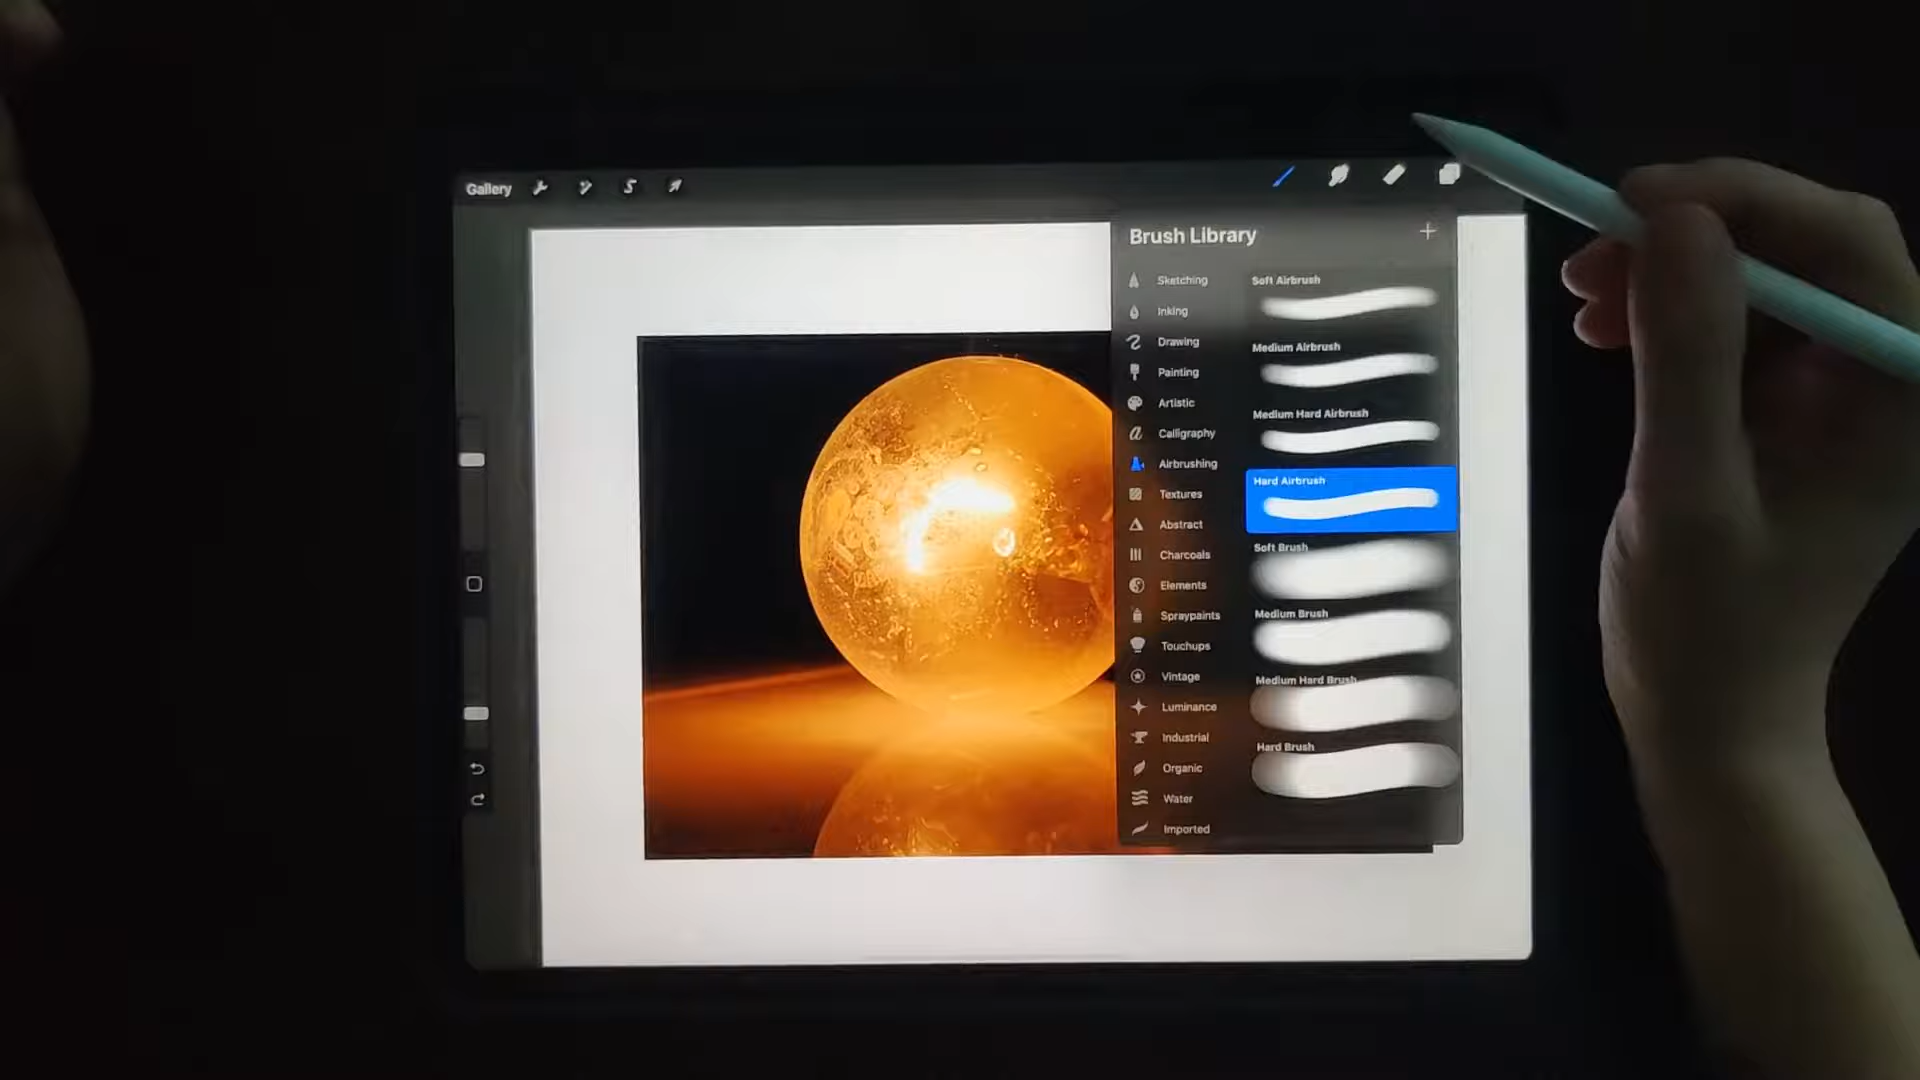 Gallery
Brush Library
Sketching
Inking
Drawing
Painting
Artistic
Calligraphy
Airbrushing
Textures
Abstract
Charcoals
Elements
Spraypaints
Touchups
Vintage
Luminance
Industrial
Organic
Water
Imported
Soft Airbrush
Medium Airbrush
Medium Hard Airbrush
Hard Airbrush
Soft Brush
Medium Brush
Medium Hard Brush
Hard Brush